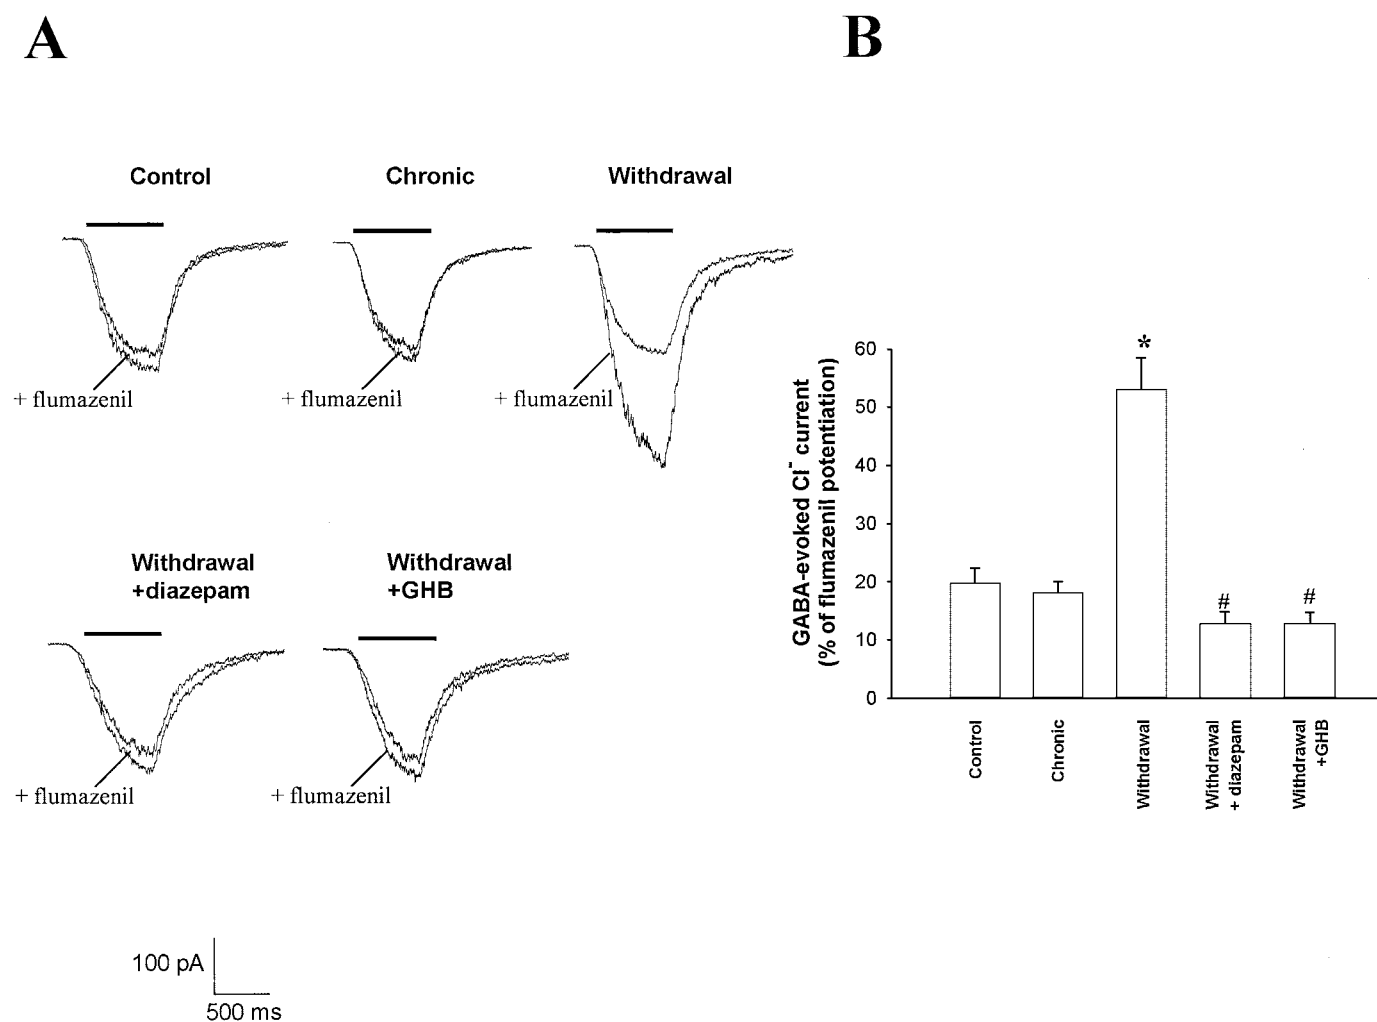 A
B
Control
Chronic
Withdrawal
+ flumazenil
+ flumazenil
+ flumazenil
Withdrawal
+diazepam
Withdrawal
+GHB
+ flumazenil
+ flumazenil
100 pA
500 ms
GABA-evoked Cl⁻ current
(% of flumazenil potentiation)
60
50
40
30
20
10
0
*
#
#
Control
Chronic
Withdrawal
Withdrawal
+ diazepam
Withdrawal
+GHB